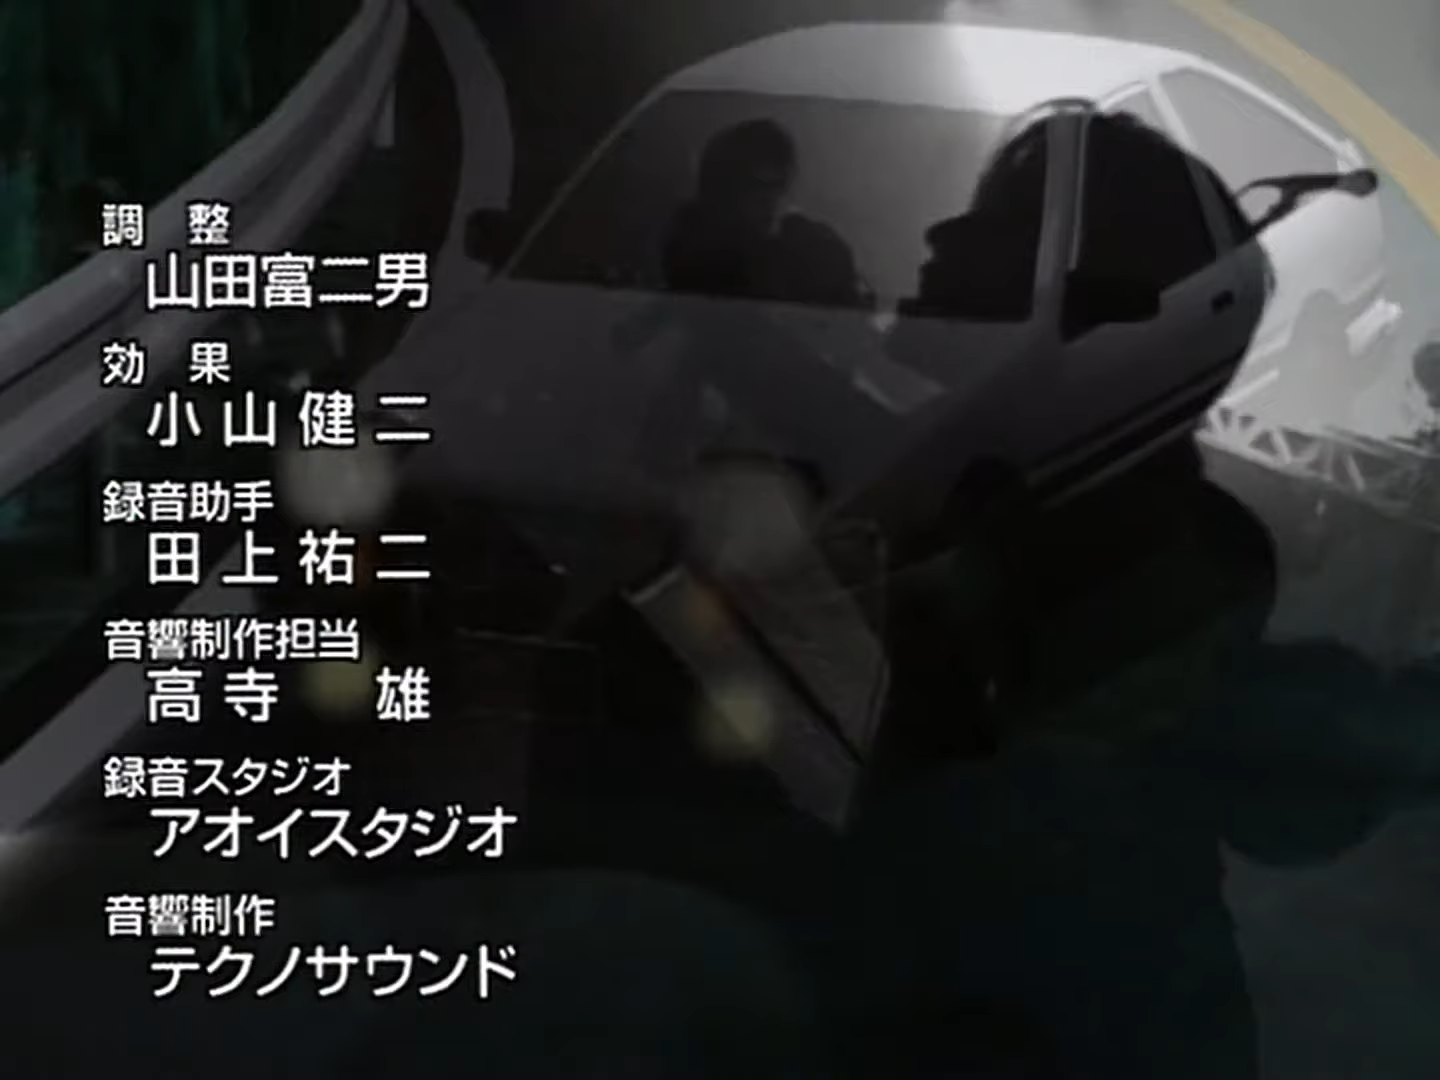 調　整
山田富二男
効　果
小山健二
録音助手
田上祐二
音響制作担当
高寺　雄
録音スタジオ
アオイスタジオ
音響制作
テクノサウンド